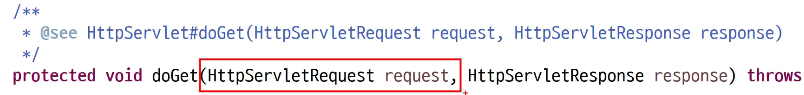 /**
* @see HttpServlet#doGet(HttpServletRequest request, HttpServletResponse response)
*/
protected void doGet(HttpServletRequest request, HttpServletResponse response) throws